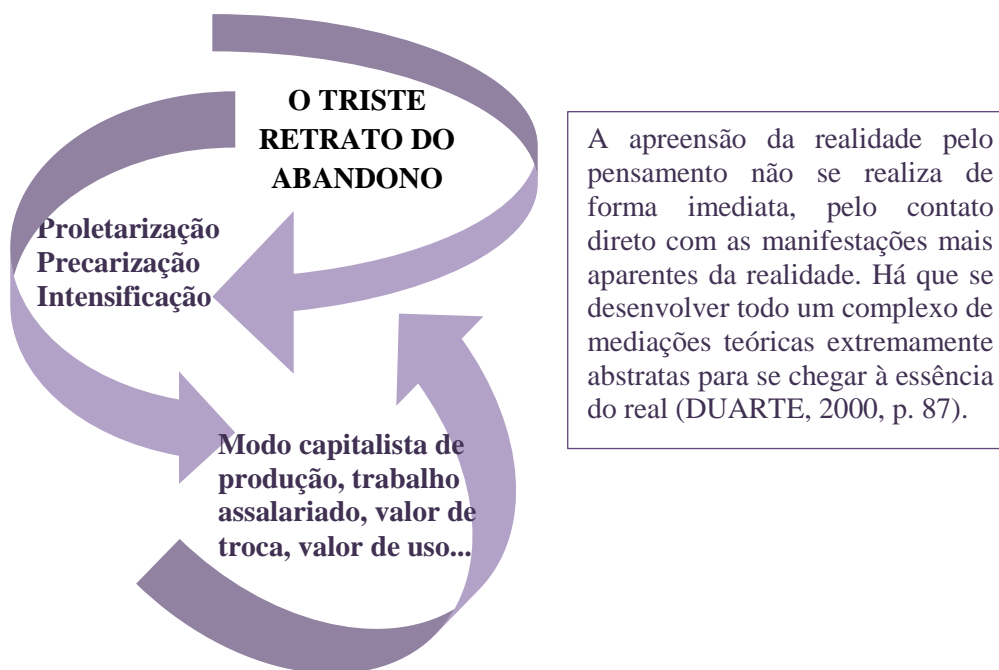 O TRISTE
RETRATO DO
ABANDONO
Proletarização
Precarização
Intensificação
Modo capitalista de
produção, trabalho
assalariado, valor de
troca, valor de uso...
A apreensão da realidade pelo
pensamento não se realiza de
forma imediata, pelo contato
direto com as manifestações mais
aparentes da realidade. Há que se
desenvolver todo um complexo de
mediações teóricas extremamente
abstratas para se chegar à essência
do real (DUARTE, 2000, p. 87).